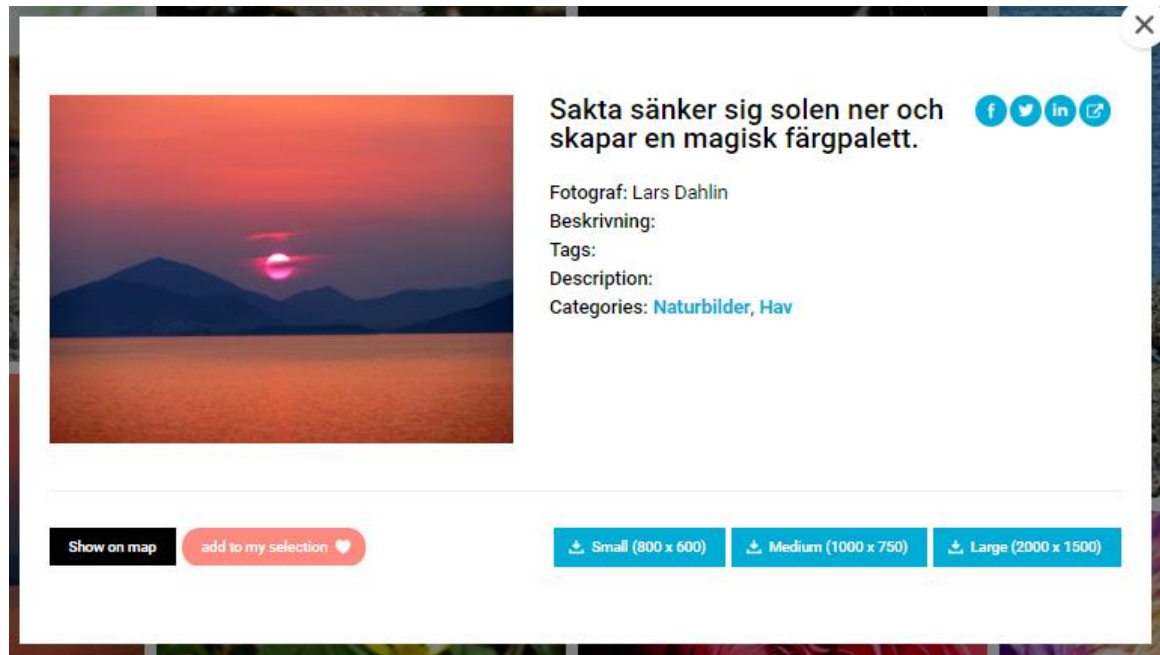 Sakta sänker sig solen ner och
skapar en magisk färgpalett.
Fotograf: Lars Dahlin
Beskrivning:
Tags:
Description:
Categories: Naturbilder, Hav
Show on map
add to my selection
Small (800 x 600)
Medium (1000 x 750)
Large (2000 x 1500)